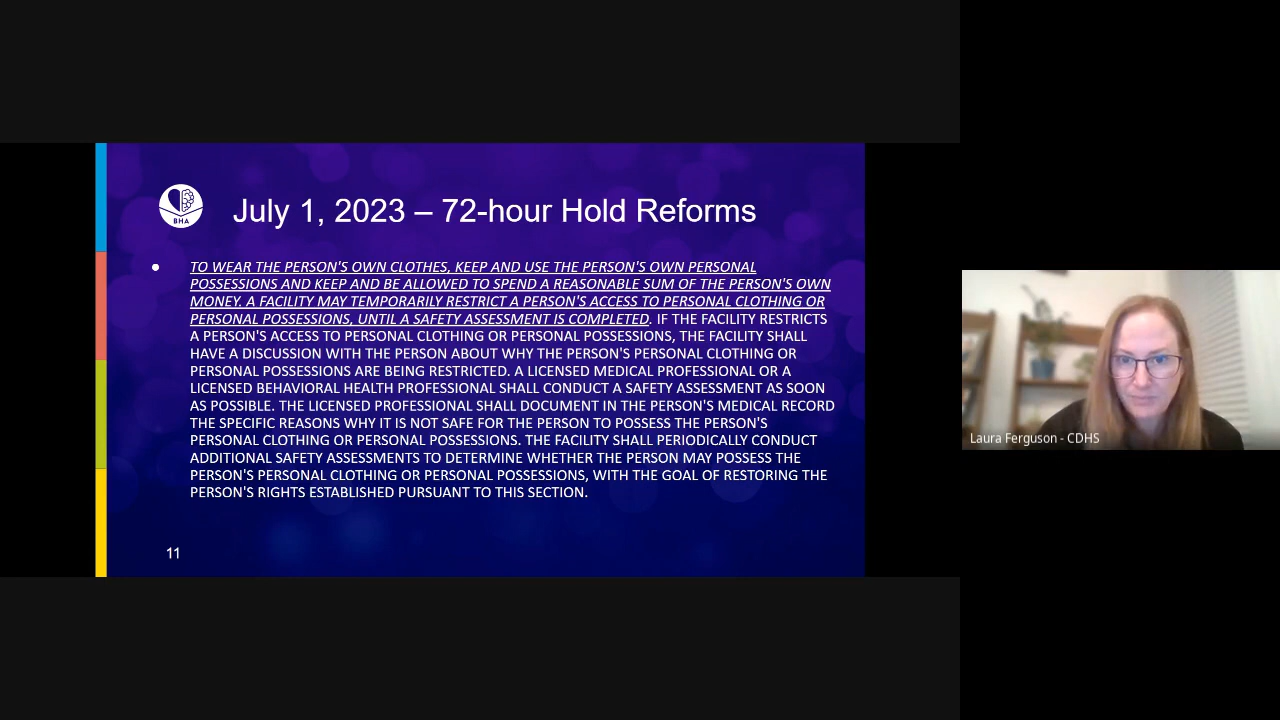 BHA
July 1, 2023 – 72-hour Hold Reforms
• TO WEAR THE PERSON'S OWN CLOTHES, KEEP AND USE THE PERSON'S OWN PERSONAL
POSSESSIONS AND KEEP AND BE ALLOWED TO SPEND A REASONABLE SUM OF THE PERSON'S OWN
MONEY. A FACILITY MAY TEMPORARILY RESTRICT A PERSON'S ACCESS TO PERSONAL CLOTHING OR
PERSONAL POSSESSIONS, UNTIL A SAFETY ASSESSMENT IS COMPLETED. IF THE FACILITY RESTRICTS
A PERSON'S ACCESS TO PERSONAL CLOTHING OR PERSONAL POSSESSIONS, THE FACILITY SHALL
HAVE A DISCUSSION WITH THE PERSON ABOUT WHY THE PERSON'S PERSONAL CLOTHING OR
PERSONAL POSSESSIONS ARE BEING RESTRICTED. A LICENSED MEDICAL PROFESSIONAL OR A
LICENSED BEHAVIORAL HEALTH PROFESSIONAL SHALL CONDUCT A SAFETY ASSESSMENT AS SOON
AS POSSIBLE. THE LICENSED PROFESSIONAL SHALL DOCUMENT IN THE PERSON'S MEDICAL RECORD
THE SPECIFIC REASONS WHY IT IS NOT SAFE FOR THE PERSON TO POSSESS THE PERSON'S
PERSONAL CLOTHING OR PERSONAL POSSESSIONS. THE FACILITY SHALL PERIODICALLY CONDUCT
ADDITIONAL SAFETY ASSESSMENTS TO DETERMINE WHETHER THE PERSON MAY POSSESS THE
PERSON'S PERSONAL CLOTHING OR PERSONAL POSSESSIONS, WITH THE GOAL OF RESTORING THE
PERSON'S RIGHTS ESTABLISHED PURSUANT TO THIS SECTION.
11
Laura Ferguson - CDHS